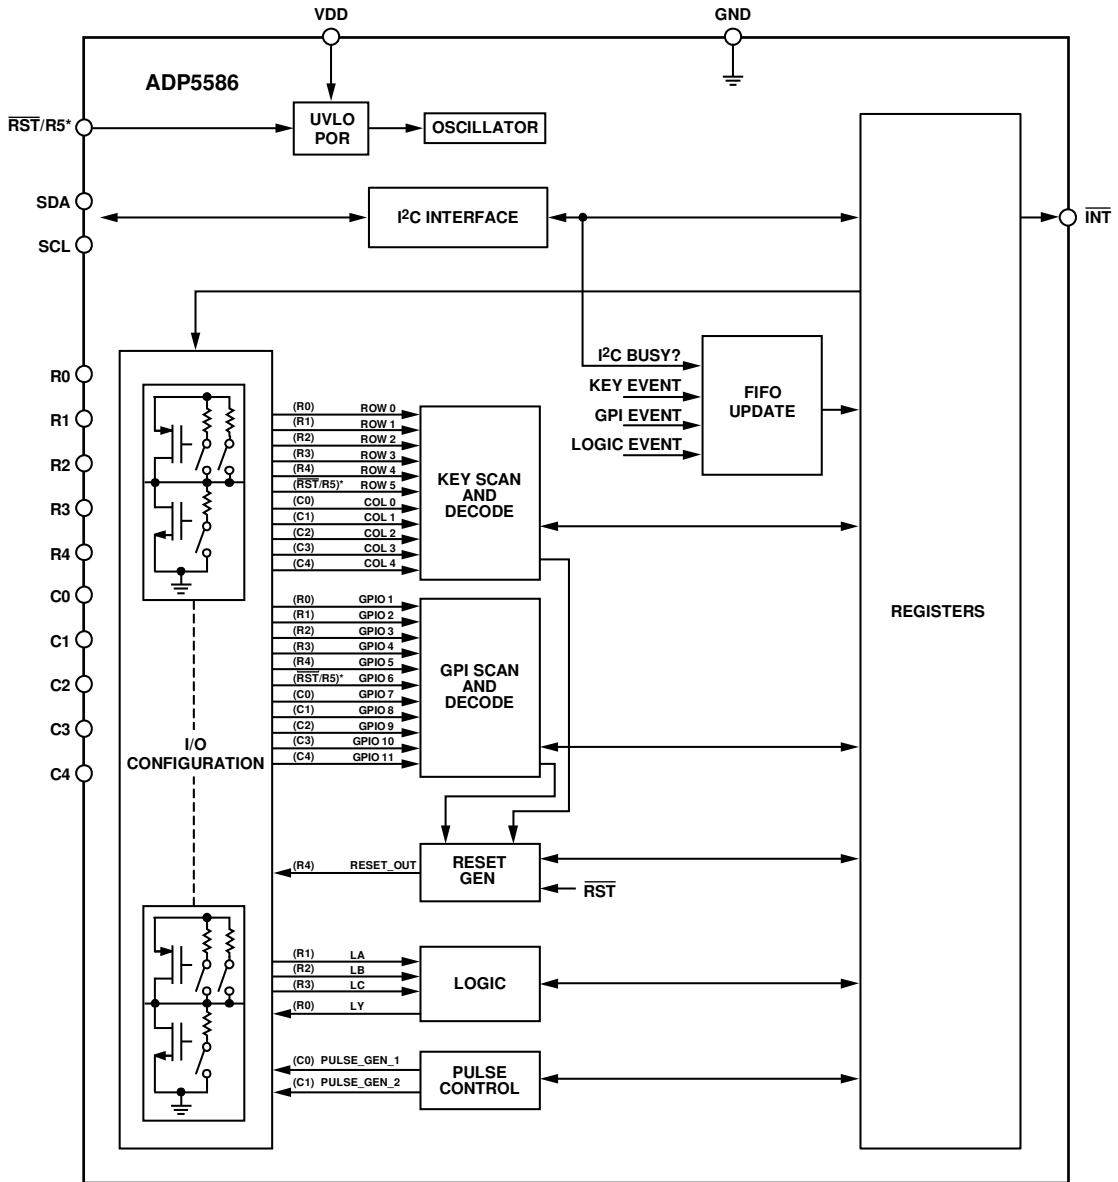 VDD
GND
ADP5586
RST/R5*
UVLO
POR
OSCILLATOR
SDA
SCL
I2C INTERFACE
INT
R0
R1
R2
R3
R4
C0
C1
C2
C3
C4
I2C BUSY?
KEY EVENT
GPI EVENT
LOGIC EVENT
FIFO
UPDATE
(R0) ROW 0
(R1) ROW 1
(R2) ROW 2
(R3) ROW 3
(R4) ROW 4
(RST/R5)* ROW 5
(C0) COL 0
(C1) COL 1
(C2) COL 2
(C3) COL 3
(C4) COL 4
KEY SCAN
AND
DECODE
(R0) GPIO 1
(R1) GPIO 2
(R2) GPIO 3
(R3) GPIO 4
(R4) GPIO 5
(RST/R5)* GPIO 6
(C0) GPIO 7
(C1) GPIO 8
(C2) GPIO 9
(C3) GPIO 10
(C4) GPIO 11
GPI SCAN
AND
DECODE
REGISTERS
I/O
CONFIGURATION
(R4) RESET_OUT
RESET
GEN
RST
(R1) LA
(R2) LB
(R3) LC
(R0) LY
LOGIC
(C0) PULSE_GEN_1
(C1) PULSE_GEN_2
PULSE
CONTROL